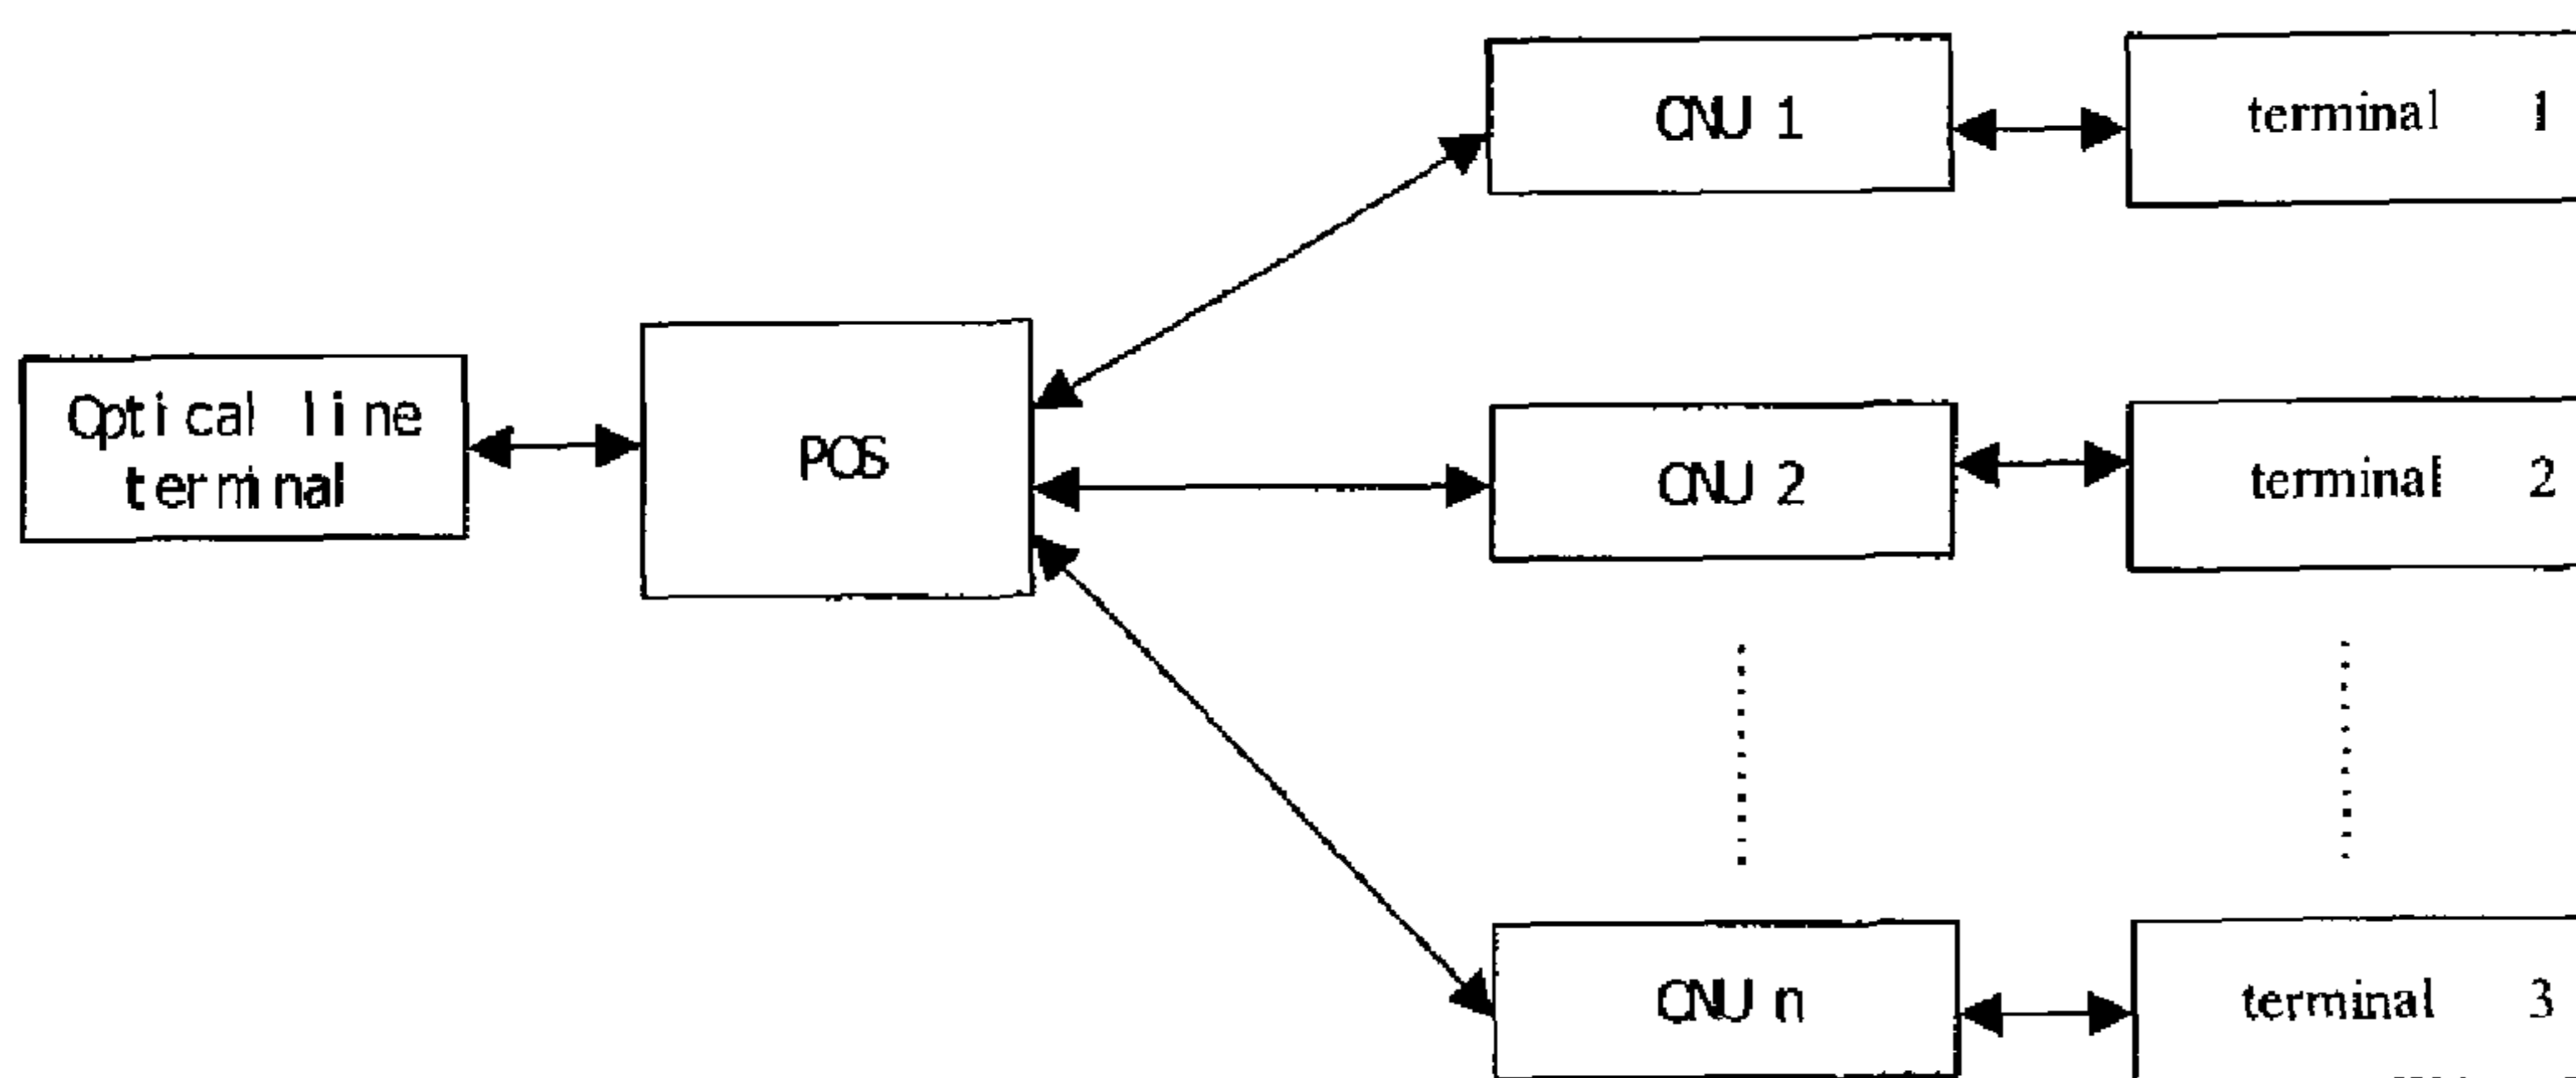 ONU 1
terminal 1
Optical line
terminal
POS
ONU 2
terminal 2
ONU n
terminal 3